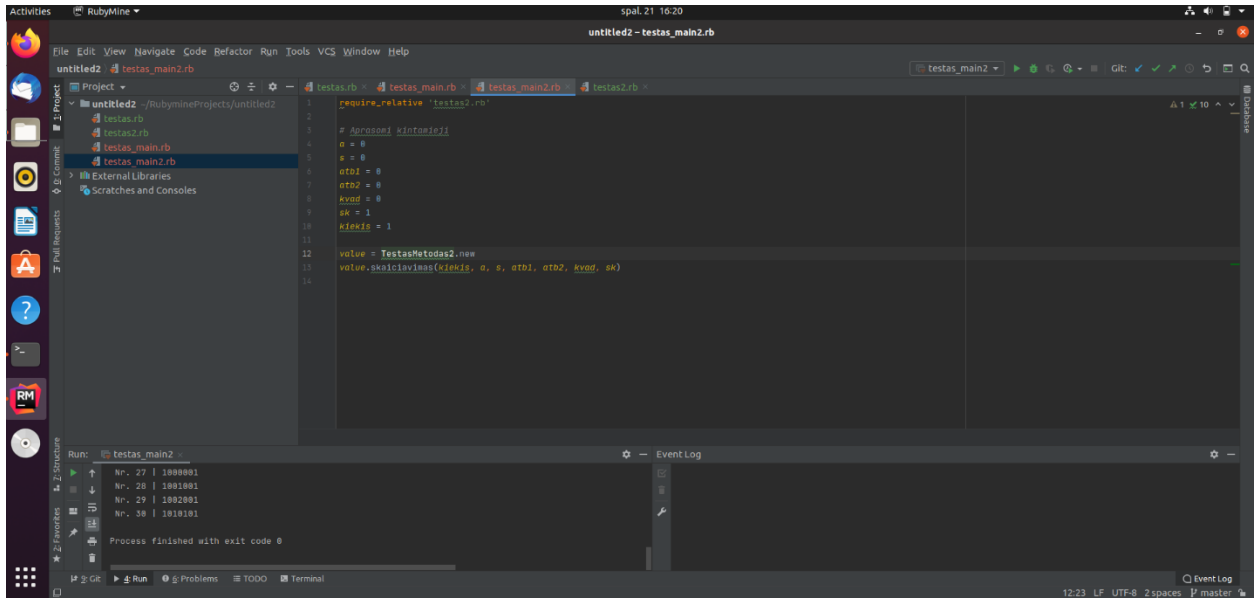 Activities RubyMine spal. 21 16:20
untitled2 – testas_main2.rb
File Edit View Navigate Code Refactor Run Tools VCS Window Help
untitled2 testas_main2.rb testas_main2 Git:
1: Project
0: Commit
Pull Requests
Project
untitled2 ~/RubymineProjects/untitled2
testas.rb
testas2.rb
testas_main.rb
testas_main2.rb
External Libraries
Scratches and Consoles
testas.rb testas_main.rb testas_main2.rb testas2.rb
1 require_relative 'testas2.rb'
2
3 # Aprasomi kintamieji
4 a = 0
5 s = 0
6 atb1 = 0
7 atb2 = 0
8 kvad = 0
9 sk = 1
10 kiekis = 1
11
12 value = TestasMetodas2.new
13 value.skaiciavimas(kiekis, a, s, atb1, atb2, kvad, sk)
14
1 10
Database
7: Structure
2: Favorites
Run: testas_main2
Nr. 27 | 1000001
Nr. 28 | 1001001
Nr. 29 | 1002001
Nr. 30 | 1010101
Process finished with exit code 0
Event Log
9: Git 4: Run 6: Problems TODO Terminal Event Log
12:23 LF UTF-8 2 spaces master
RM